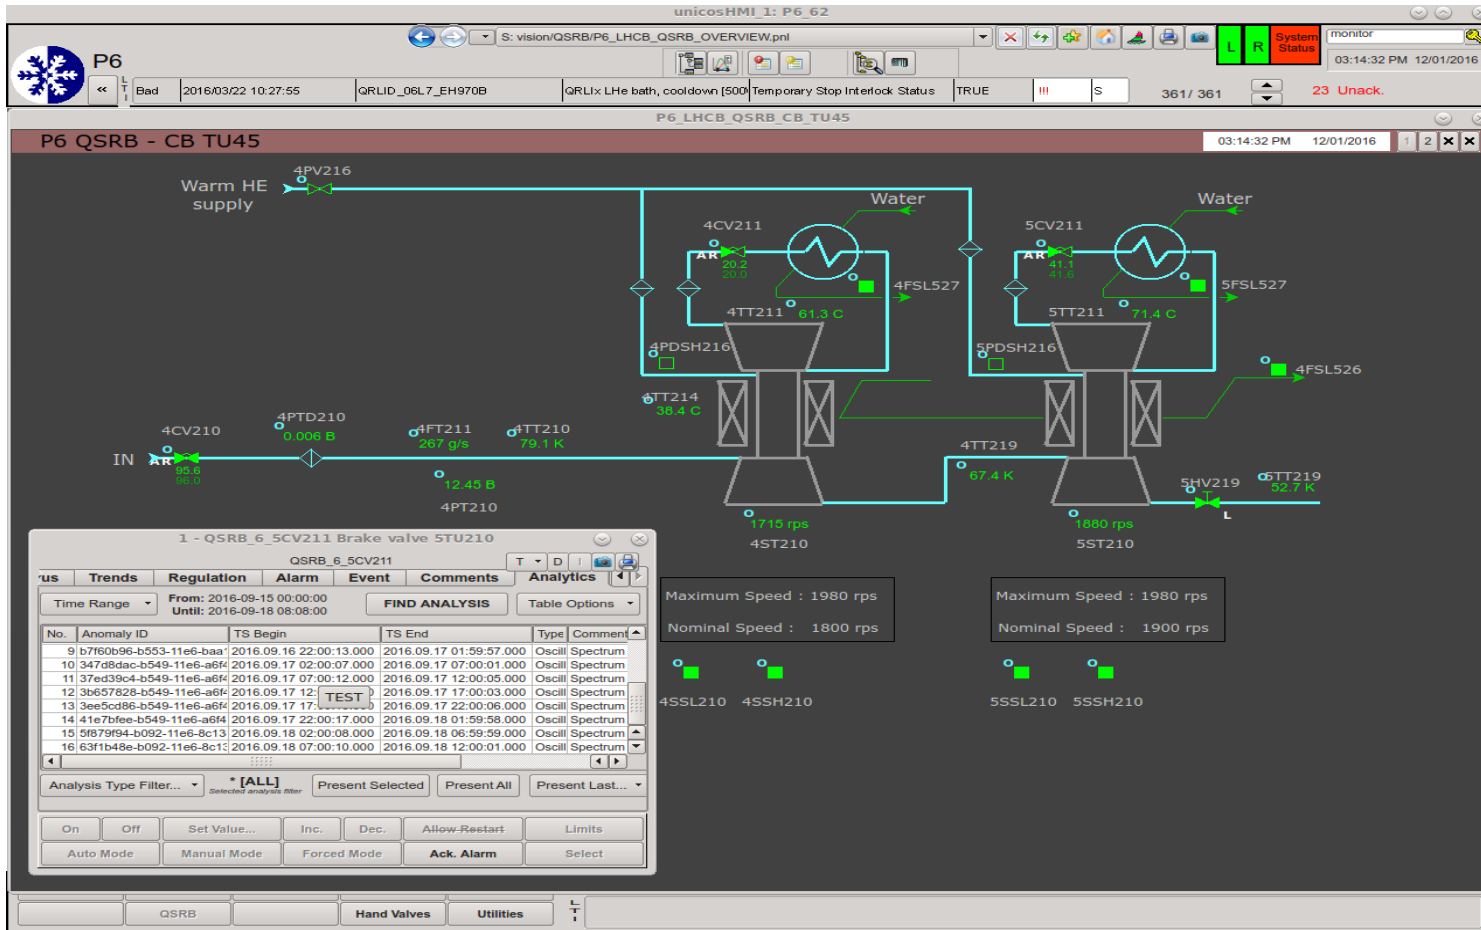 unicosHMI_1: P6_62
S: vision/QSRB/P6_LHCB_QSRB_OVERVIEW.pnl
L R System Status
monitor
P6
03:14:32 PM 12/01/2016
« L T I Bad 2016/03/22 10:27:55 QRLID_06L7_EH970B QRLIx LHe bath, cooldown [500 Temporary Stop Interlock Status TRUE !!! S 361/ 361 23 Unack.
P6_LHCB_QSRB_CB_TU45
P6 QSRB - CB TU45
03:14:32 PM 12/01/2016 1 2
4PV216
Warm HE supply
Water Water
4CV211 5CV211
AR AR
20.2 41.1
20.0 41.6
4FSL527 5FSL527
4TT211 61.3 C 5TT211 71.4 C
4PDSH216 5PDSH216
4FSL526
4TT214
38.4 C
4PTD210
0.006 B
4CV210 4FT211 4TT210
267 g/s 79.1 K
4TT219
67.4 K
IN AR
95.6
96.0
12.45 B
4PT210
5HV219 5TT219
52.7 K
L
1715 rps 1880 rps
4ST210 5ST210
1 - QSRB_6_5CV211 Brake valve 5TU210
QSRB_6_5CV211 T D I
us Trends Regulation Alarm Event Comments Analytics
Time Range From: 2016-09-15 00:00:00 FIND ANALYSIS Table Options
Until: 2016-09-18 08:08:00
No. Anomaly ID TS Begin TS End Type Comment
9 b7f60b96-b553-11e6-baa 2016.09.16 22:00:13.000 2016.09.17 01:59:57.000 Oscill Spectrum
10 347d8dac-b549-11e6-a6f4 2016.09.17 02:00:07.000 2016.09.17 07:00:01.000 Oscill Spectrum
11 37ed39c4-b549-11e6-a6f4 2016.09.17 07:00:12.000 2016.09.17 12:00:05.000 Oscill Spectrum
12 3b657828-b549-11e6-a6f4 2016.09.17 12: 2016.09.17 17:00:03.000 Oscill Spectrum
TEST
13 3ee5cd86-b549-11e6-a6f4 2016.09.17 17: 2016.09.17 22:00:06.000 Oscill Spectrum
14 41e7bfee-b549-11e6-a6f4 2016.09.17 22:00:17.000 2016.09.18 01:59:58.000 Oscill Spectrum
15 5f879f94-b092-11e6-8c13 2016.09.18 02:00:08.000 2016.09.18 06:59:59.000 Oscill Spectrum
16 63f1b48e-b092-11e6-8c13 2016.09.18 07:00:10.000 2016.09.18 12:00:01.000 Oscill Spectrum
Analysis Type Filter... * [ALL] Present Selected Present All Present Last...
Selected analysis filter
On Off Set Value... Inc. Dec. Allow Restart Limits
Auto Mode Manual Mode Forced Mode Ack. Alarm Select
Maximum Speed : 1980 rps
Nominal Speed : 1800 rps
Maximum Speed : 1980 rps
Nominal Speed : 1900 rps
4SSL210 4SSH210 5SSL210 5SSH210
QSRB Hand Valves Utilities L T I